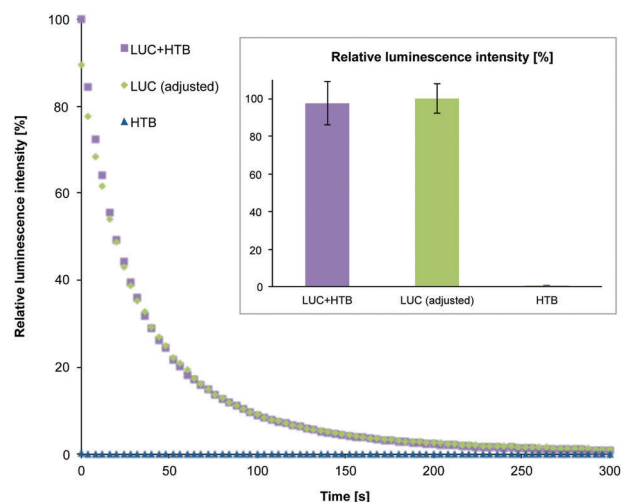 100
80
60
40
20
0
Relative luminescence intensity [%]
LUC+HTB
LUC (adjusted)
HTB
Relative luminescence intensity [%]
100
80
60
40
20
0
LUC+HTB LUC (adjusted) HTB
0 50 100 150 200 250 300
Time [s]